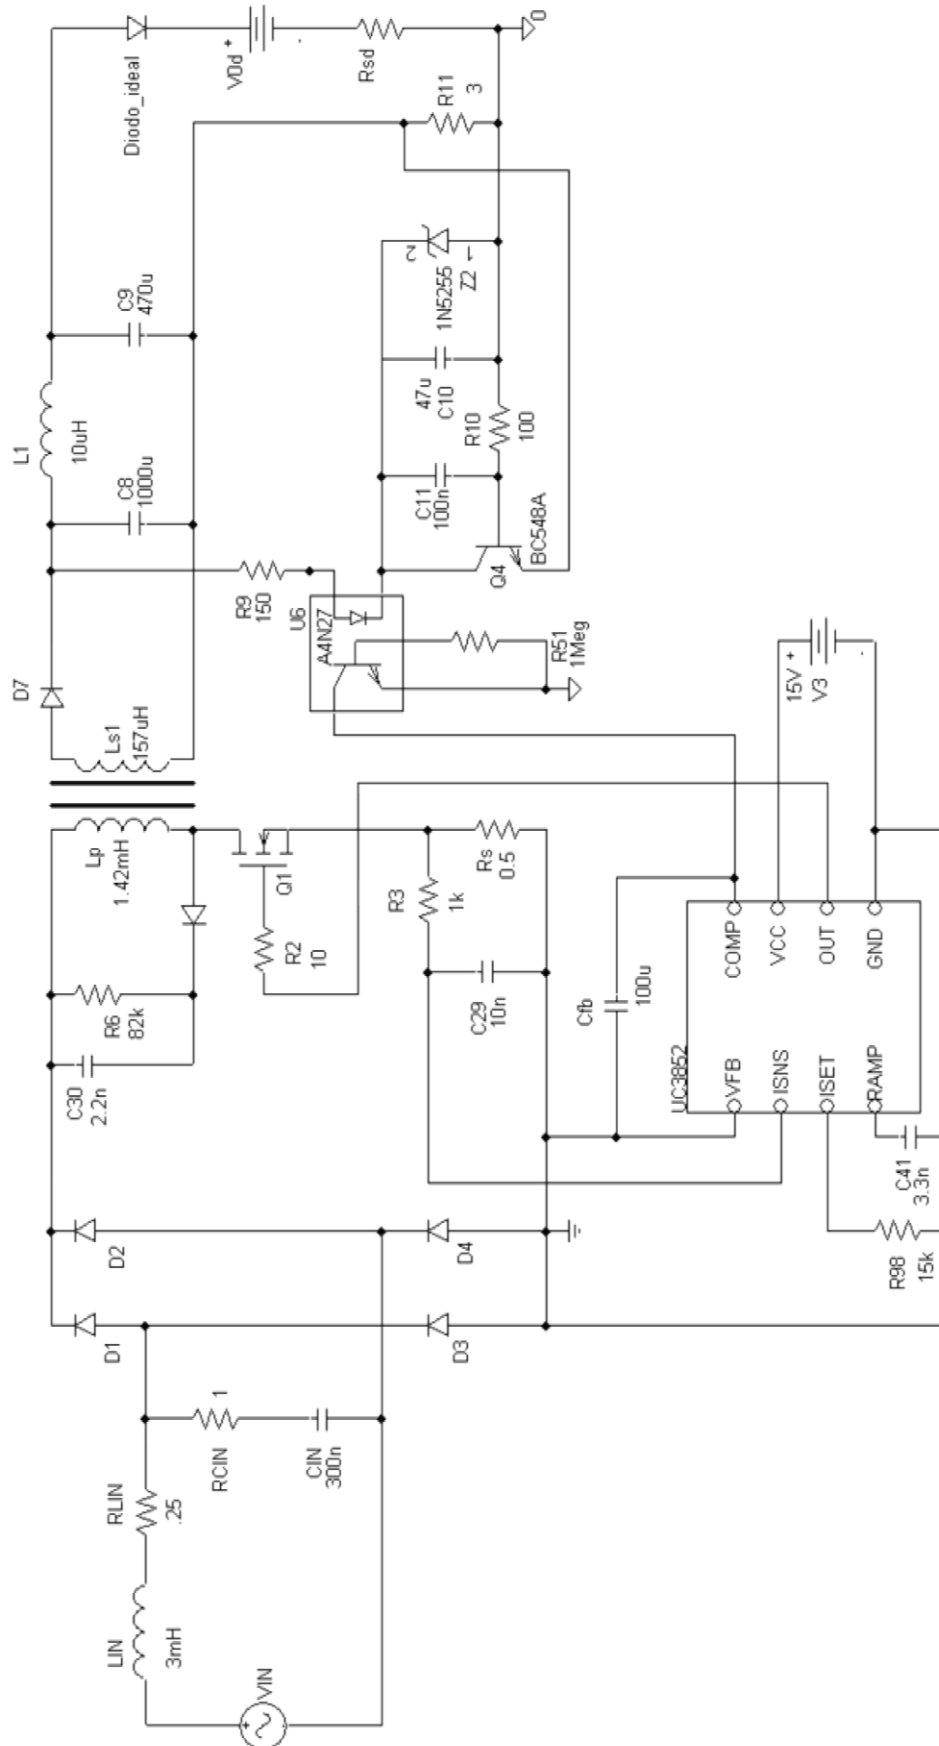 VIN
+
LIN
3mH
RLIN
.25
RCIN
1
CIN
300n
D1
D2
D3
D4
C30
2.2n
R6
82k
Lp
1.42mH
Q1
R2
10
R3
1k
C29
10n
Rs
0.5
Cfb
100u
UC3852
VFB
ISNS
ISET
RAMP
COMP
VCC
OUT
GND
R98
15k
C41
3.3n
15V +
V3
Ls1
157uH
D7
R9
150
U6
A4N27
R51
1Meg
L1
10uH
C8
1000u
C9
470u
C11
100n
Q4
BC548A
R10
100
47u
C10
1N5255
Z2
1
2
R11
3
Diodo_ideal
V0d +
Rsd
0